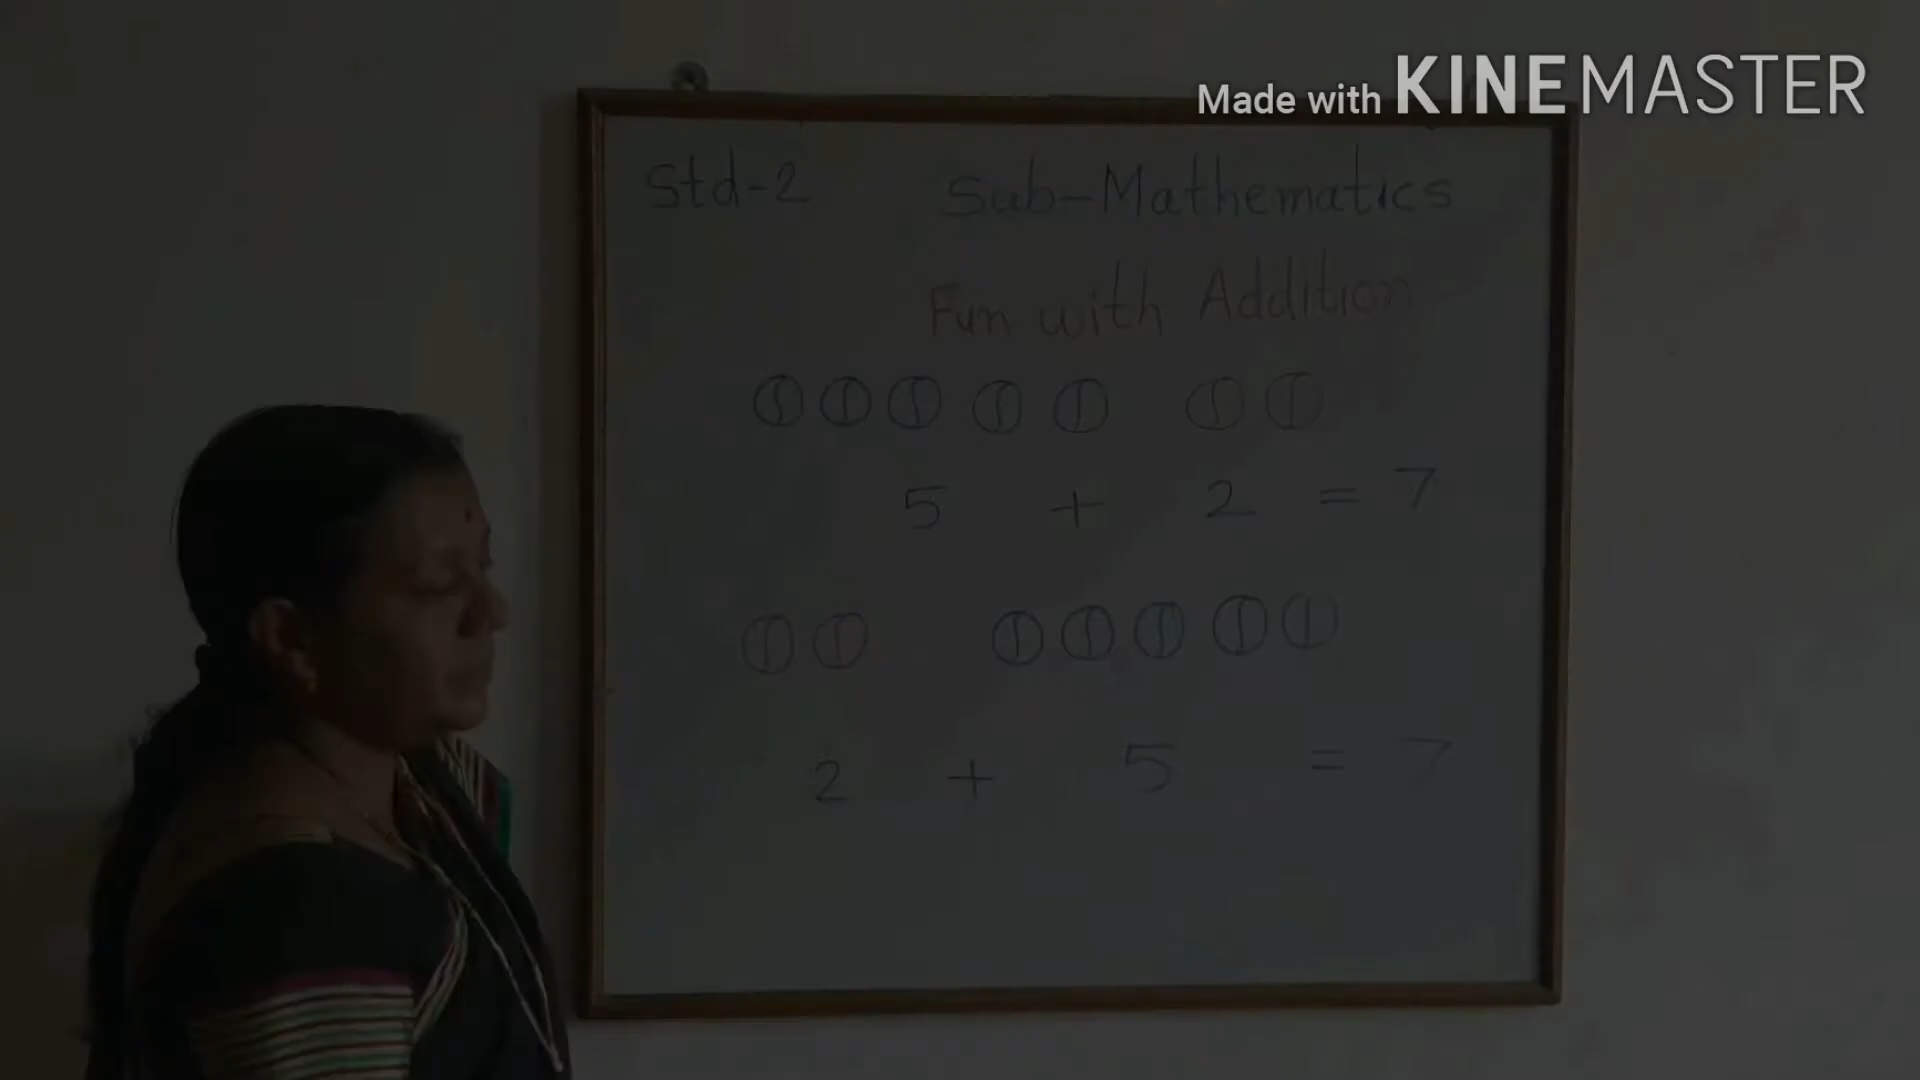 Made with KINEMASTER
Std-2 Sub-Mathematics
Fun with Addition
5 + 2 = 7
2 + 5 = 7